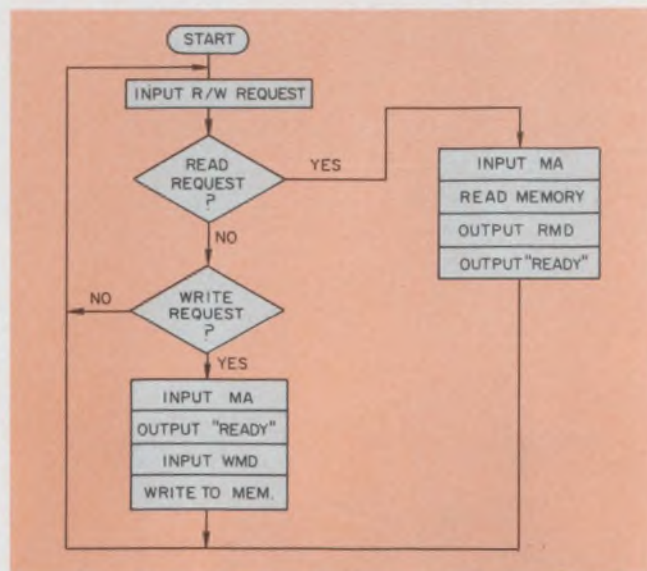 START
INPUT R/W REQUEST
READ
REQUEST
?
YES
NO
INPUT MA
READ MEMORY
OUTPUT RMD
OUTPUT "READY"
WRITE
REQUEST
?
NO
YES
INPUT MA
OUTPUT "READY"
INPUT WMD
WRITE TO MEM.